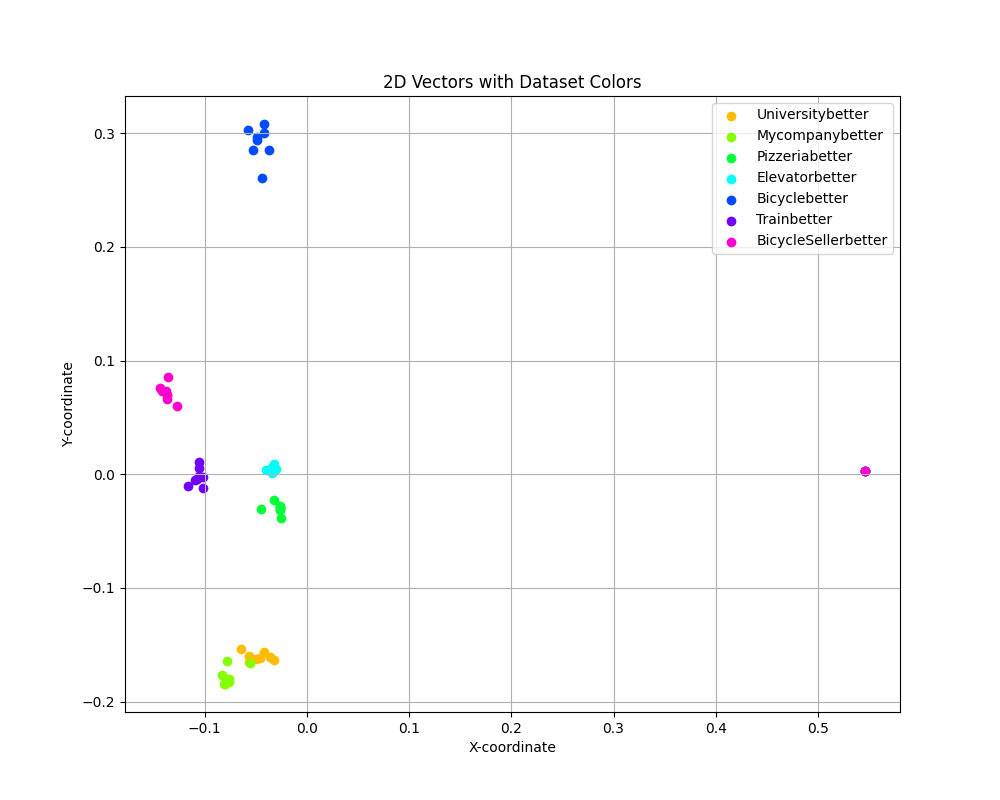 2D Vectors with Dataset Colors
Universitybetter
Mycompanybetter
Pizzeriabetter
Elevatorbetter
Bicyclebetter
Trainbetter
BicycleSellerbetter
Y-coordinate
0.3
0.2
0.1
0.0
−0.1
−0.2
−0.1
0.0
0.1
0.2
0.3
0.4
0.5
X-coordinate